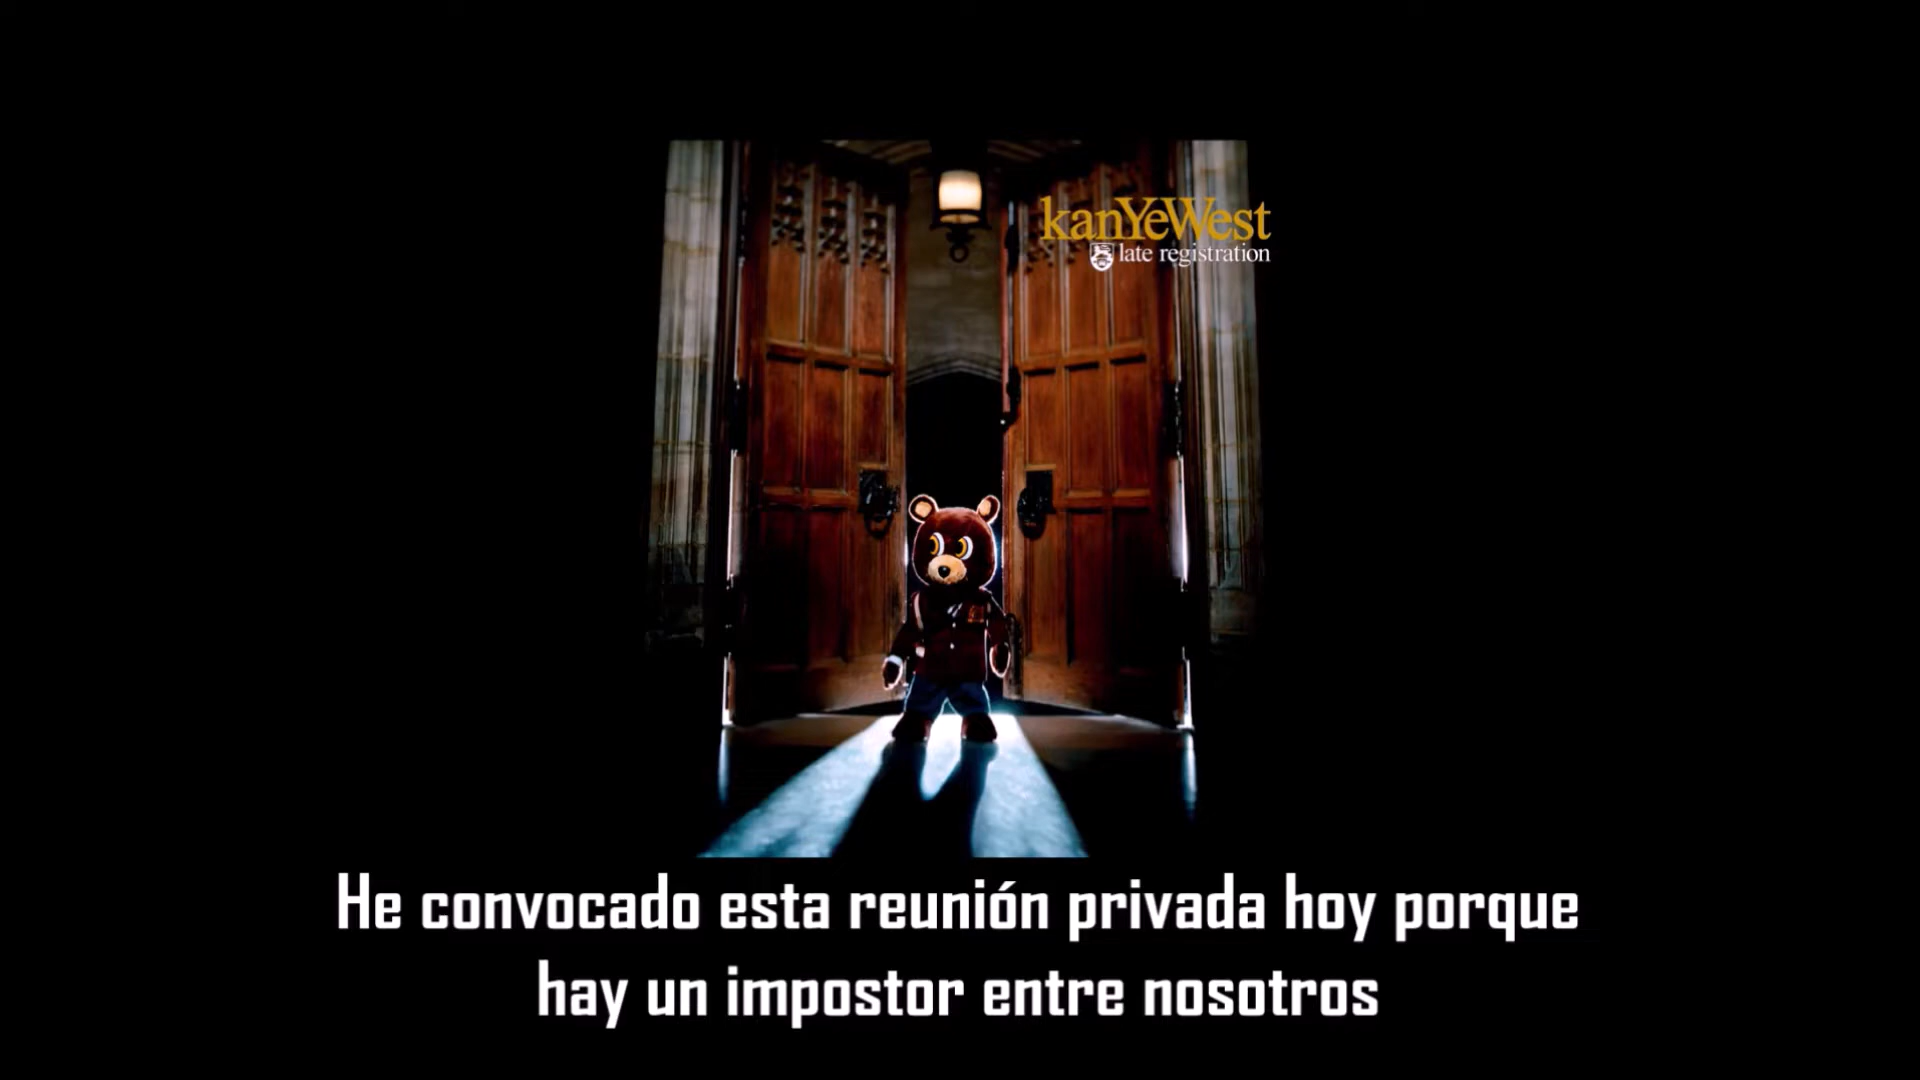 kanYeWest
late registration
He convocado esta reunión privada hoy porque
hay un impostor entre nosotros